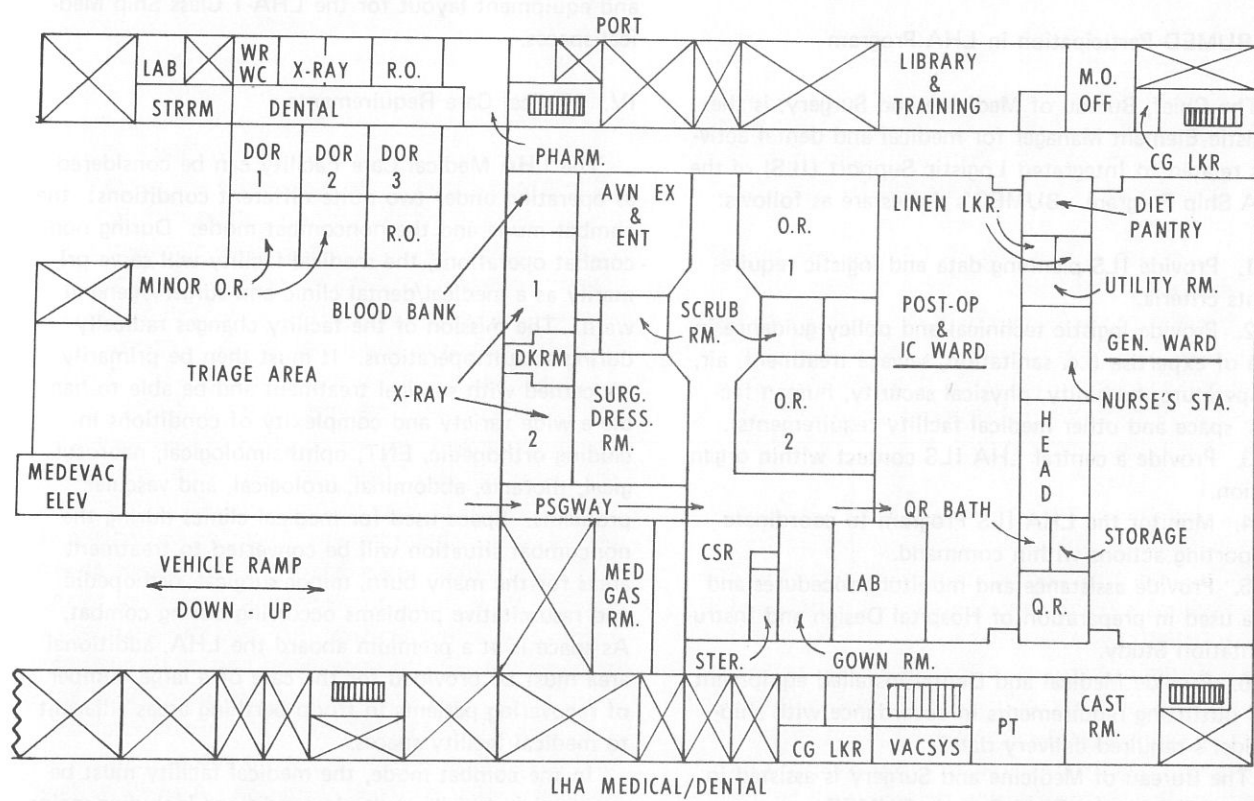 PORT
LAB
WR
WC
X-RAY
R.O.
LIBRARY
&
TRAINING
M.O.
OFF
STRRM
DENTAL
PHARM.
CG LKR
DOR
1
DOR
2
DOR
3
R.O.
AVN EX
&
ENT
1
O.R.
1
LINEN LKR
DIET
PANTRY
UTILITY RM.
MINOR O.R.
BLOOD BANK
SCRUB
RM.
POST-OP
&
IC WARD
GEN. WARD
TRIAGE AREA
DKRM
X-RAY
2
SURG.
DRESS.
RM.
O.R.
2
NURSE'S STA.
HEAD
MEDEVAC
ELEV
PSGWAY
QR BATH
STORAGE
VEHICLE RAMP
DOWN - UP
MED
GAS
RM.
CSR
LAB
Q.R.
STER.
GOWN RM.
CG LKR
VACSYS
PT
CAST
RM.
LHA MEDICAL/DENTAL